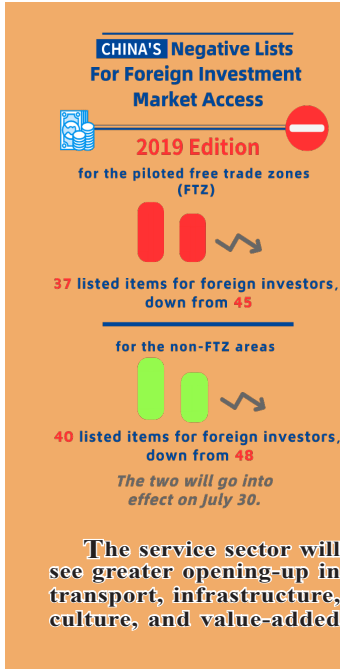 CHINA'S Negative Lists
For Foreign Investment
Market Access
2019 Edition
for the piloted free trade zones
(FTZ)
37 listed items for foreign investors,
down from 45
for the non-FTZ areas
40 listed items for foreign investors,
down from 48
The two will go into
effect on July 30.
The service sector will
see greater opening-up in
transport, infrastructure,
culture, and value-added